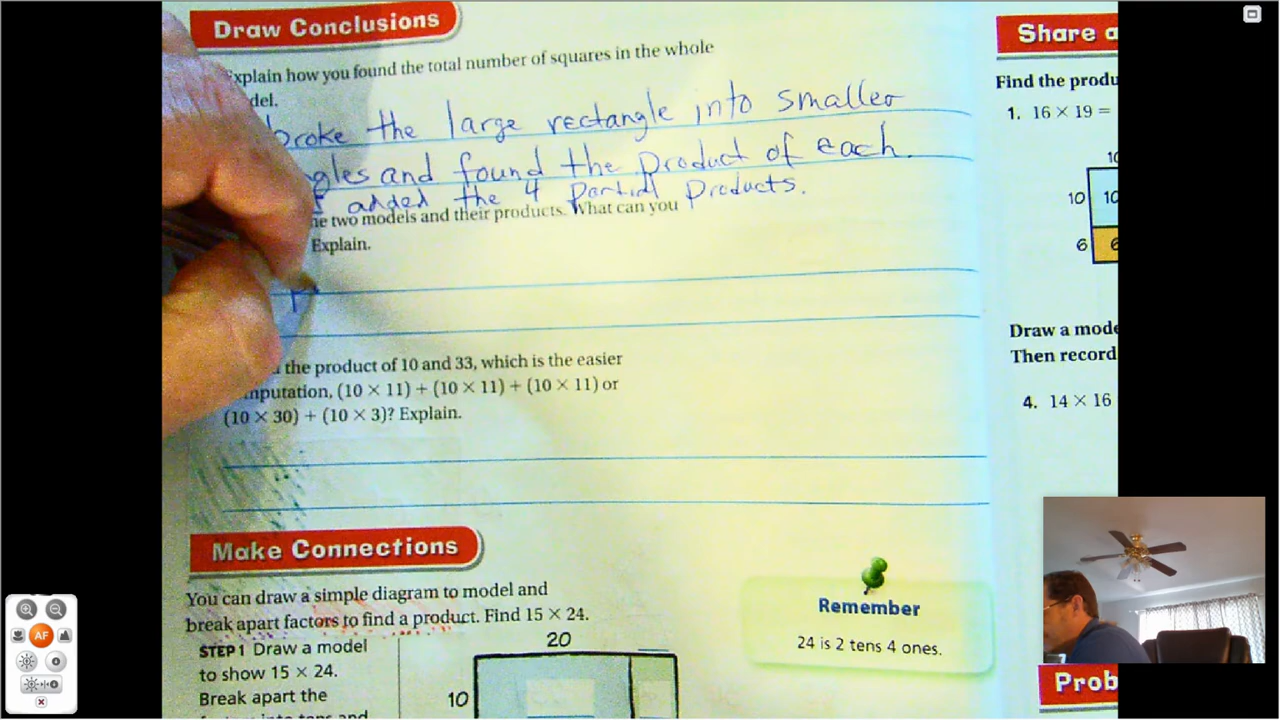 Draw Conclusions
xplain how you found the total number of squares in the whole
del.
broke the large rectangle into smaller
gles and found the product of each.
added the 4 Partial Products.
he two models and their products. What can you
Explain.
the product of 10 and 33, which is the easier
mputation, (10 × 11) + (10 × 11) + (10 × 11) or
(10 × 30) + (10 × 3)? Explain.
Make Connections
You can draw a simple diagram to model and
break apart factors to find a product. Find 15 × 24.
STEP 1 Draw a model
to show 15 × 24.
Break apart the
20
10
Remember
24 is 2 tens 4 ones.
Share a
Find the produ
1. 16 × 19 =
10
10
6
6
Draw a mode
Then record
4. 14 × 16
Prob
AF